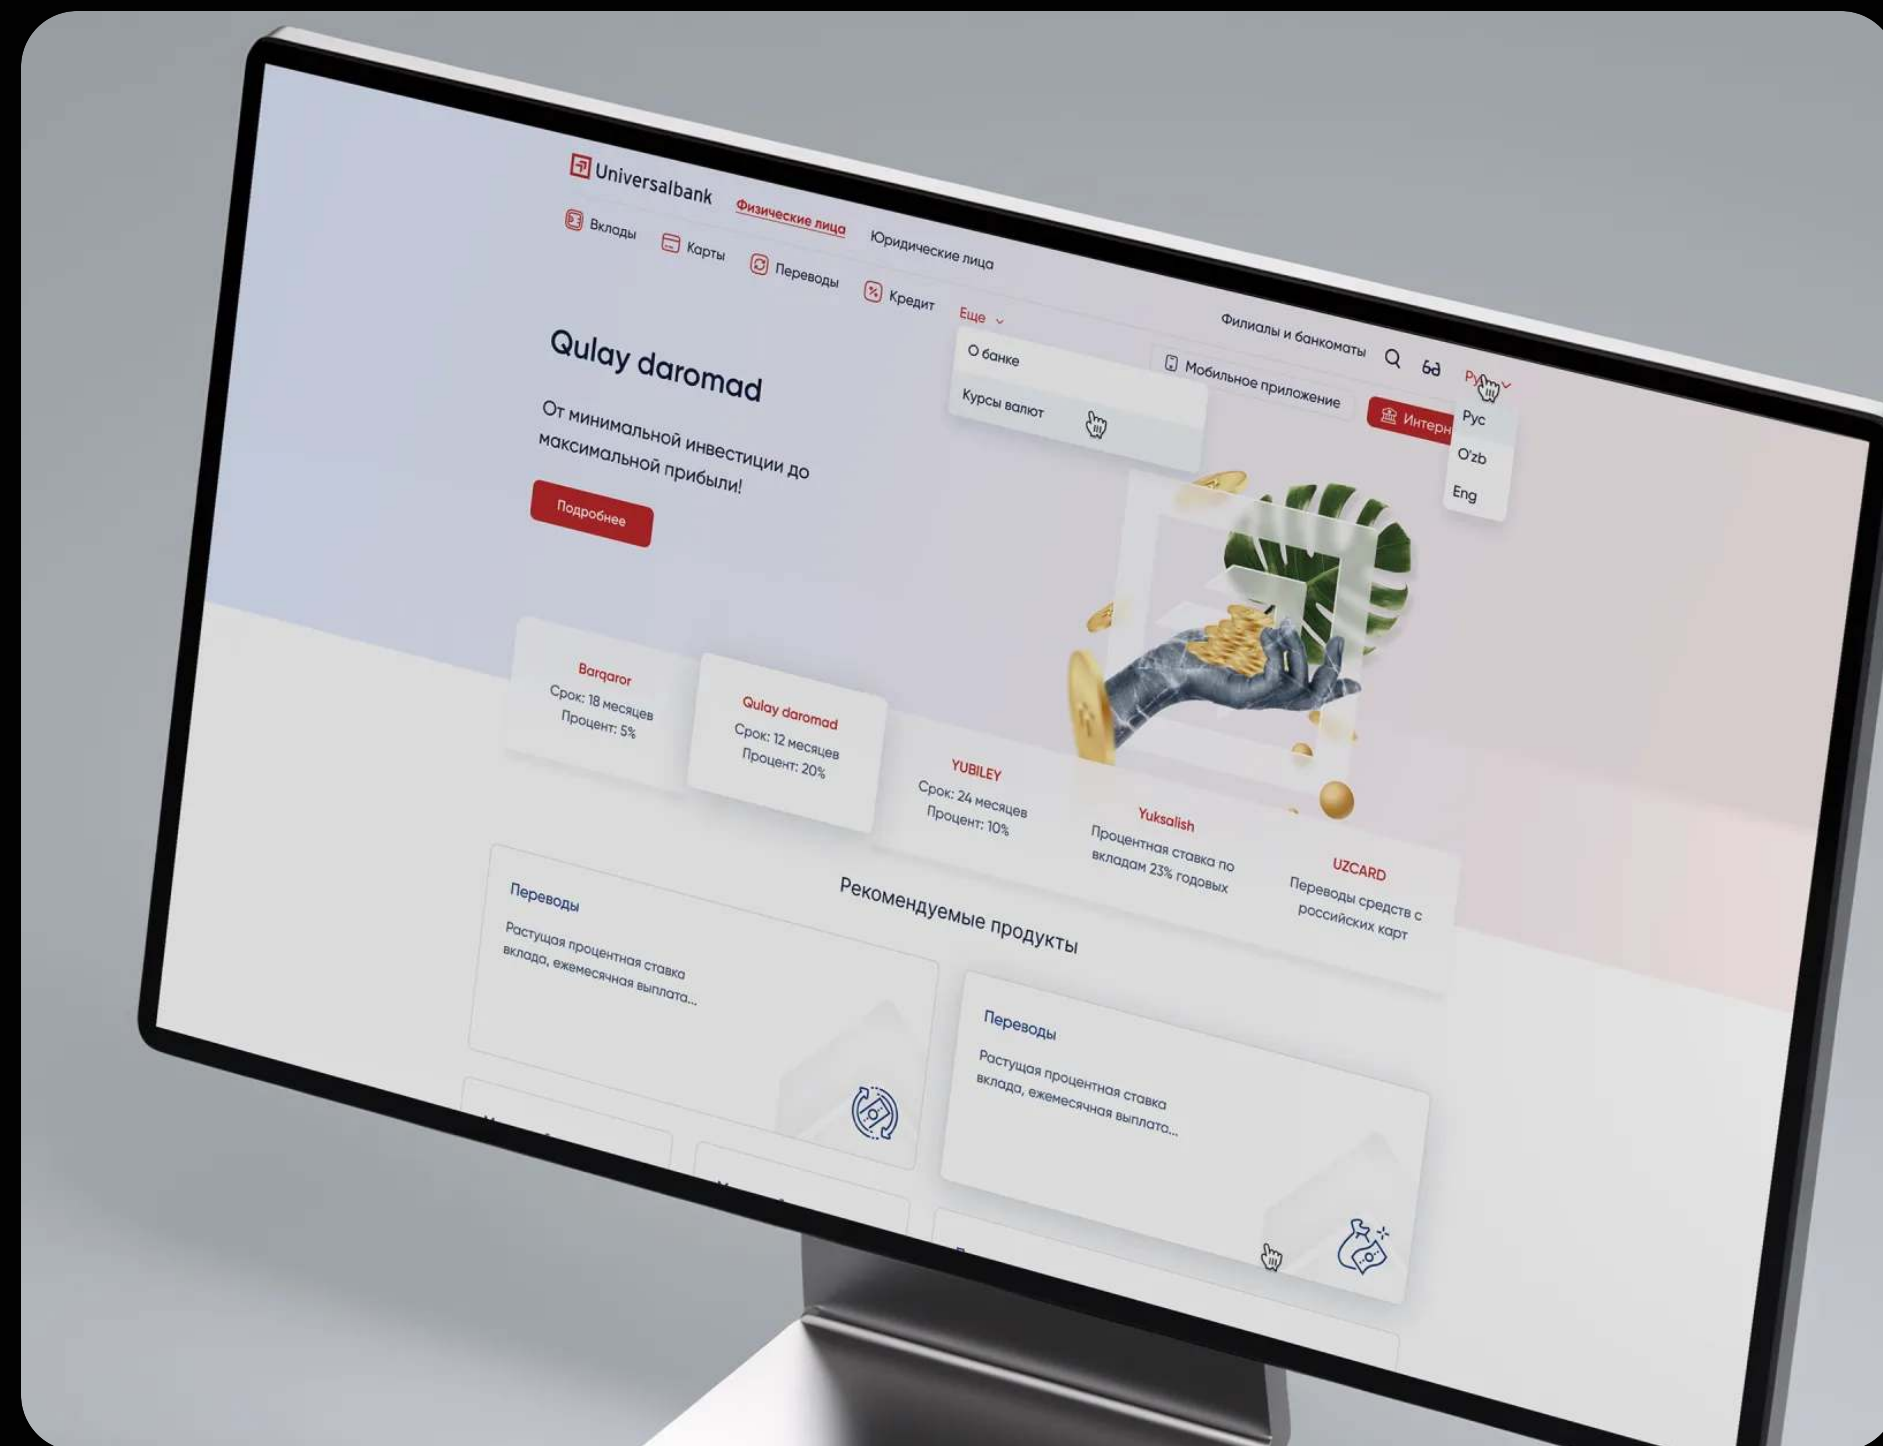 Universalbank
Физические лица
Юридические лица
Филиалы и банкоматы
Рус
O'zb
Eng
Вклады
Карты
Переводы
Кредит
Еще
О банке
Курсы валют
Мобильное приложение
Qulay daromad
От минимальной инвестиции до
максимальной прибыли!
Подробнее
Barqaror
Срок: 18 месяцев
Процент: 5%
Qulay daromad
Срок: 12 месяцев
Процент: 20%
YUBILEY
Срок: 24 месяцев
Процент: 10%
Yuksalish
Процентная ставка по
вкладам 23% годовых
UZCARD
Переводы средств с
российских карт
Рекомендуемые продукты
Переводы
Растущая процентная ставка
вклада, ежемесячная выплата...
Переводы
Растущая процентная ставка
вклада, ежемесячная выплата...